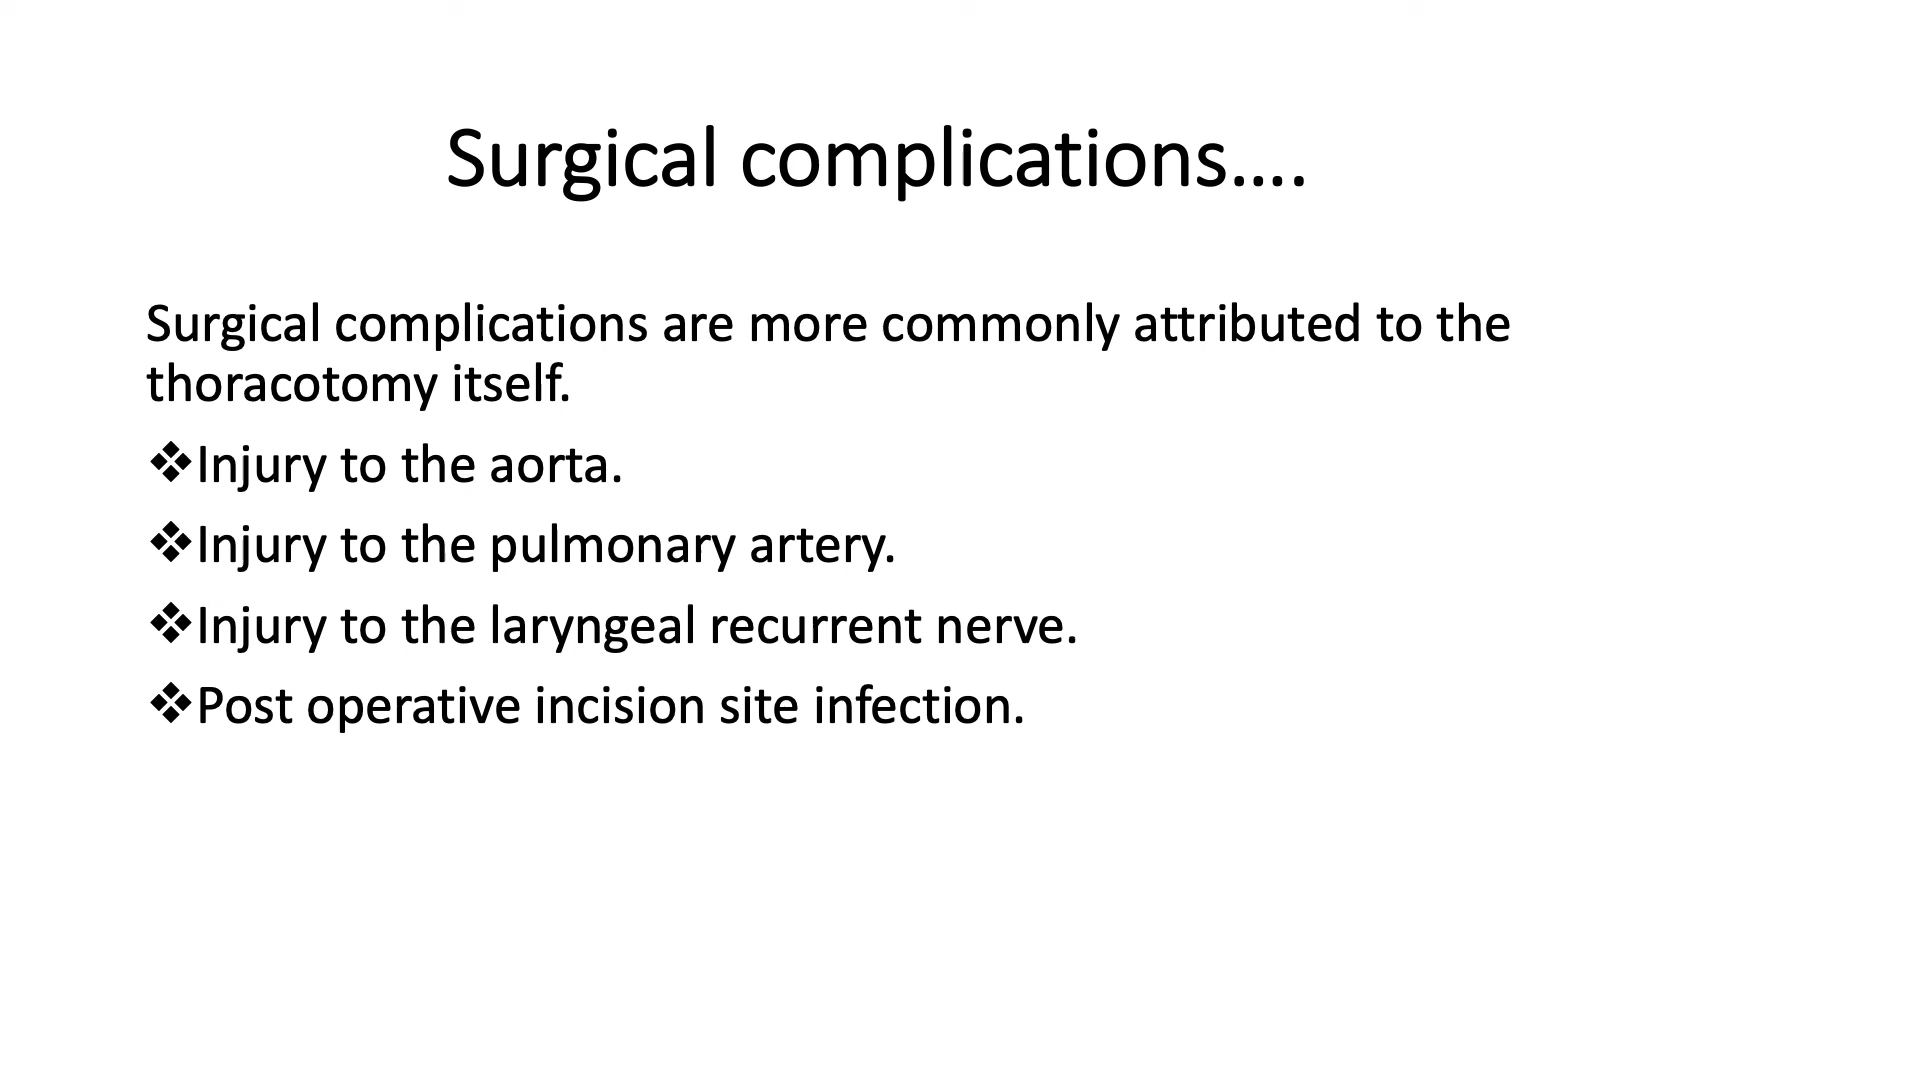 Surgical complications....
Surgical complications are more commonly attributed to the
thoracotomy itself.
❖Injury to the aorta.
❖Injury to the pulmonary artery.
❖Injury to the laryngeal recurrent nerve.
❖Post operative incision site infection.